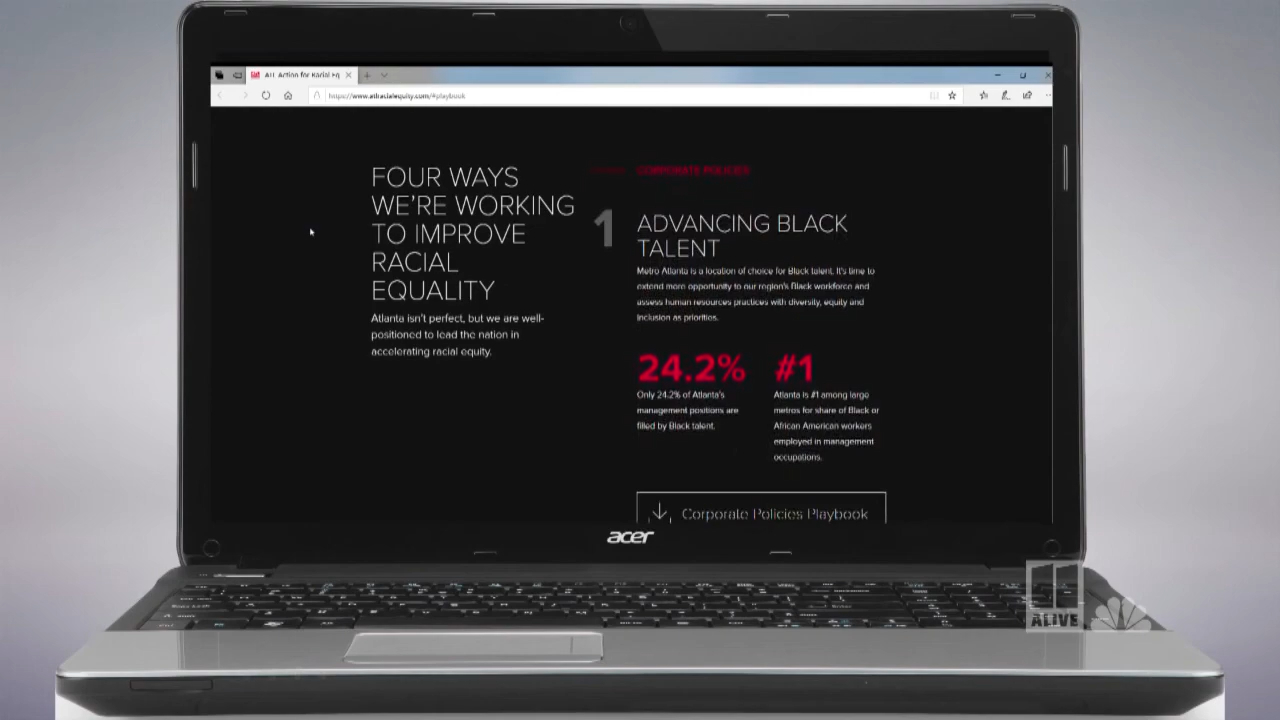 ATL Action for Racial Eq
https://www.atlracialequity.com/#playbook
FOUR WAYS
WE'RE WORKING
TO IMPROVE
RACIAL
EQUALITY
Atlanta isn't perfect, but we are well-
positioned to lead the nation in
accelerating racial equity.
CORPORATE POLICIES
1
ADVANCING BLACK
TALENT
Metro Atlanta is a location of choice for Black talent. It's time to
extend more opportunity to our region's Black workforce and
assess human resources practices with diversity, equity and
inclusion as priorities.
24.2%
Only 24.2% of Atlanta's
management positions are
filled by Black talent.
#1
Atlanta is #1 among large
metros for share of Black or
African American workers
employed in management
occupations.
Corporate Policies Playbook
acer
11
ALIVE